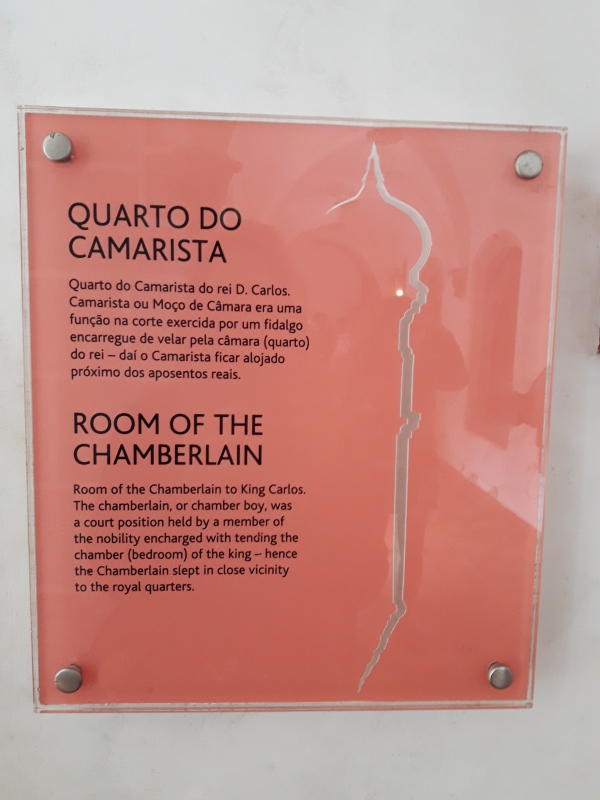 QUARTO DO
CAMARISTA
Quarto do Camarista do rei D. Carlos.
Camarista ou Moço de Câmara era uma
função na corte exercida por um fidalgo
encarregue de velar pela câmara (quarto)
do rei – daí o Camarista ficar alojado
próximo dos aposentos reais.
ROOM OF THE
CHAMBERLAIN
Room of the Chamberlain to King Carlos.
The chamberlain, or chamber boy, was
a court position held by a member of
the nobility encharged with tending the
chamber (bedroom) of the king – hence
the Chamberlain slept in close vicinity
to the royal quarters.